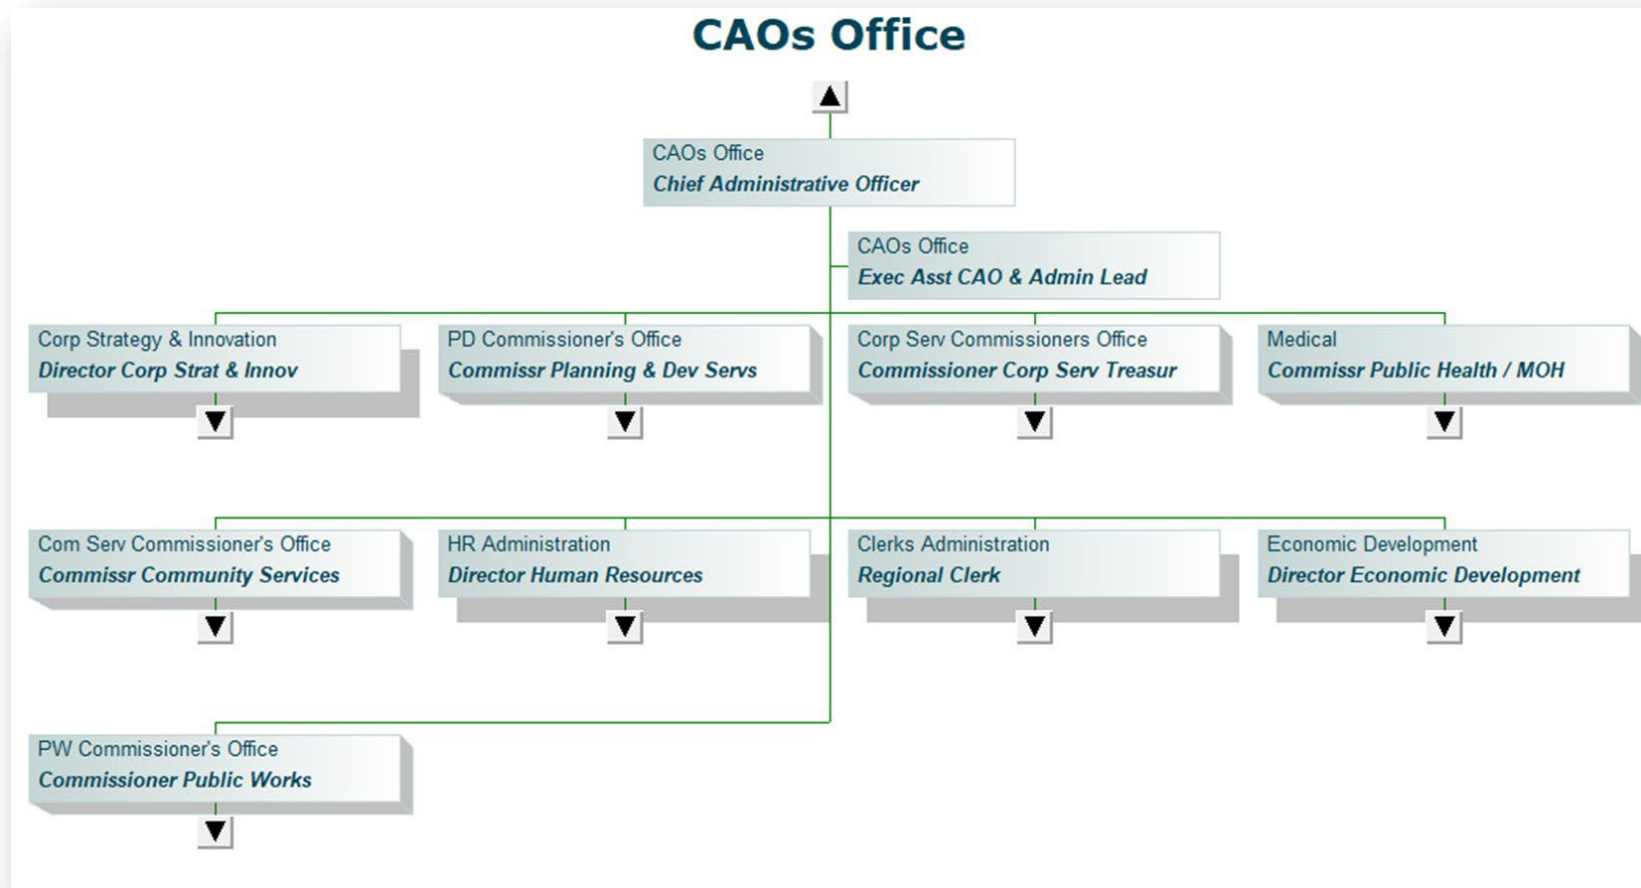 CAOs Office
CAOs Office
Chief Administrative Officer
CAOs Office
Exec Asst CAO & Admin Lead
Corp Strategy & Innovation
Director Corp Strat & Innov
PD Commissioner's Office
Commissr Planning & Dev Servs
Corp Serv Commissioners Office
Commissioner Corp Serv Treasur
Medical
Commissr Public Health / MOH
Com Serv Commissioner's Office
Commissr Community Services
HR Administration
Director Human Resources
Clerks Administration
Regional Clerk
Economic Development
Director Economic Development
PW Commissioner's Office
Commissioner Public Works